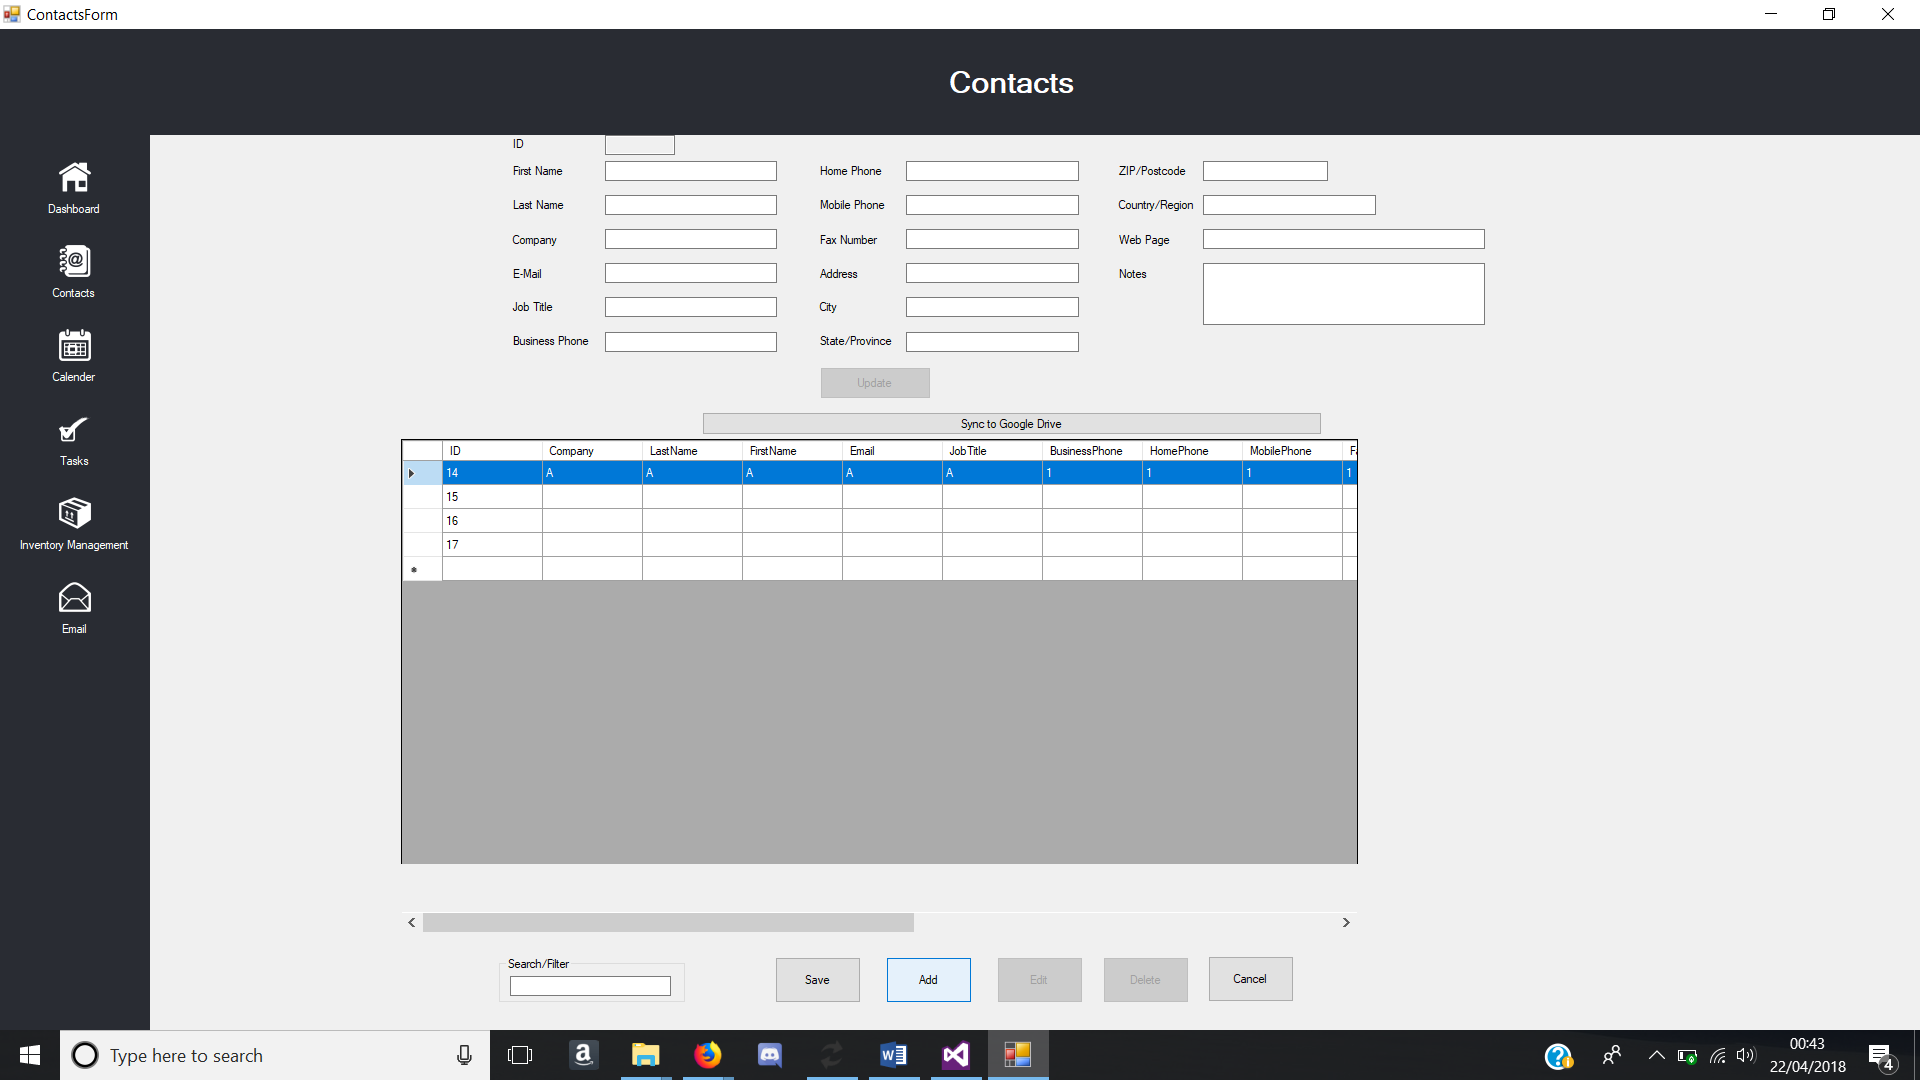 ContactsForm
Contacts
Dashboard
Contacts
Calender
Tasks
Inventory Management
Email
ID
First Name
Last Name
Company
E-Mail
Job Title
Business Phone
Home Phone
Mobile Phone
Fax Number
Address
City
State/Province
ZIP/Postcode
Country/Region
Web Page
Notes
Update
Sync to Google Drive
ID Company LastName FirstName Email JobTitle BusinessPhone HomePhone MobilePhone
14 A A A A A 1 1 1 1
15
16
17
Search/Filter
Save
Add
Edit
Delete
Cancel
Type here to search
00:43
22/04/2018
4